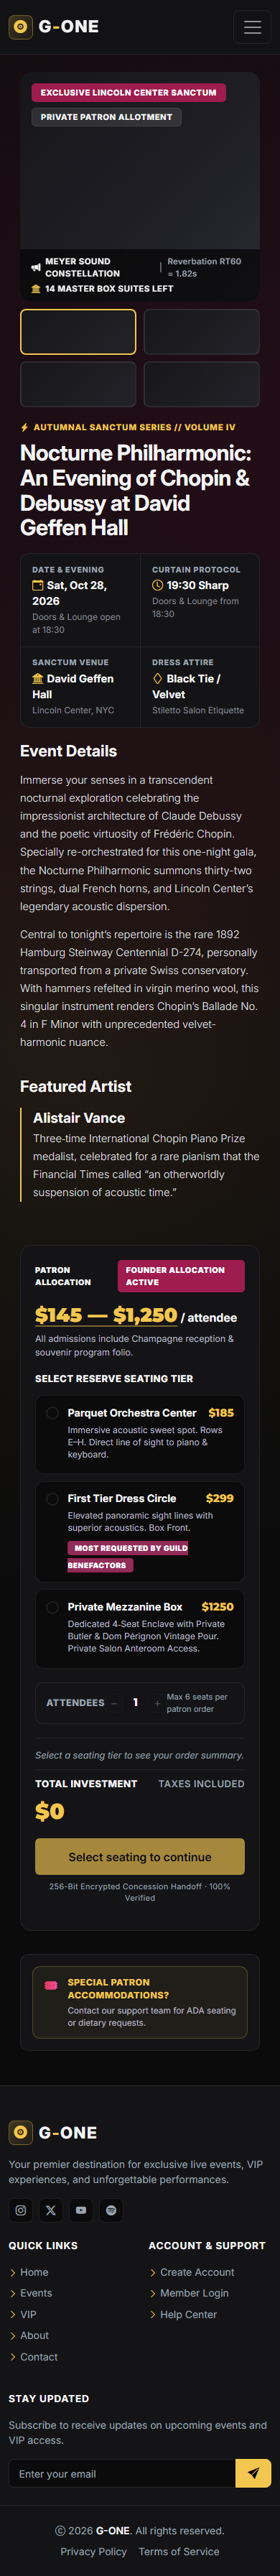 G-ONE
EXCLUSIVE LINCOLN CENTER SANCTUM
PRIVATE PATRON ALLOTMENT
MEYER SOUND CONSTELLATION
| Reverbation RT60 = 1.82s
14 MASTER BOX SUITES LEFT
AUTUMNAL SANCTUM SERIES // VOLUME IV
Nocturne Philharmonic:
An Evening of Chopin &
Debussy at David
Geffen Hall
DATE & EVENING
Sat, Oct 28,
2026
Doors & Lounge open
at 18:30
CURTAIN PROTOCOL
19:30 Sharp
Doors & Lounge from
18:30
SANCTUM VENUE
David Geffen
Hall
Lincoln Center, NYC
DRESS ATTIRE
Black Tie /
Velvet
Stiletto Salon Etiquette
Event Details
Immerse your senses in a transcendent
nocturnal exploration celebrating the
impressionist architecture of Claude Debussy
and the poetic virtuosity of Frédéric Chopin.
Specially re-orchestrated for this one-night gala,
the Nocturne Philharmonic summons thirty-two
strings, dual French horns, and Lincoln Center's
legendary acoustic dispersion.
Central to tonight's repertoire is the rare 1892
Hamburg Steinway Centennial D-274, personally
transported from a private Swiss conservatory.
With hammers refelted in virgin merino wool, this
singular instrument renders Chopin's Ballade No.
4 in F Minor with unprecedented velvet-
harmonic nuance.
Featured Artist
Alistair Vance
Three-time International Chopin Piano Prize
medalist, celebrated for a rare pianism that the
Financial Times called “an otherworldly
suspension of acoustic time.”
PATRON
ALLOCATION
FOUNDER ALLOCATION
ACTIVE
$145 — $1,250 / attendee
All admissions include Champagne reception &
souvenir program folio.
SELECT RESERVE SEATING TIER
Parquet Orchestra Center $185
Immersive acoustic sweet spot. Rows
E–H. Direct line of sight to piano &
keyboard.
First Tier Dress Circle $299
Elevated panoramic sight lines with
superior acoustics. Box Front.
MOST REQUESTED BY GUILD
BENEFACTORS
Private Mezzanine Box $1250
Dedicated 4-Seat Enclave with Private
Butler & Dom Pérignon Vintage Pour.
Private Salon Anteroom Access.
ATTENDEES − 1 +
Max 6 seats per
patron order
Select a seating tier to see your order summary.
TOTAL INVESTMENT TAXES INCLUDED
$0
Select seating to continue
256-Bit Encrypted Concession Handoff · 100%
Verified
SPECIAL PATRON
ACCOMMODATIONS?
Contact our support team for ADA seating
or dietary requests.
G-ONE
Your premier destination for exclusive live events, VIP
experiences, and unforgettable performances.
QUICK LINKS
Home
Events
VIP
About
Contact
ACCOUNT & SUPPORT
Create Account
Member Login
Help Center
STAY UPDATED
Subscribe to receive updates on upcoming events and
VIP access.
Enter your email
© 2026 G-ONE. All rights reserved.
Privacy Policy Terms of Service